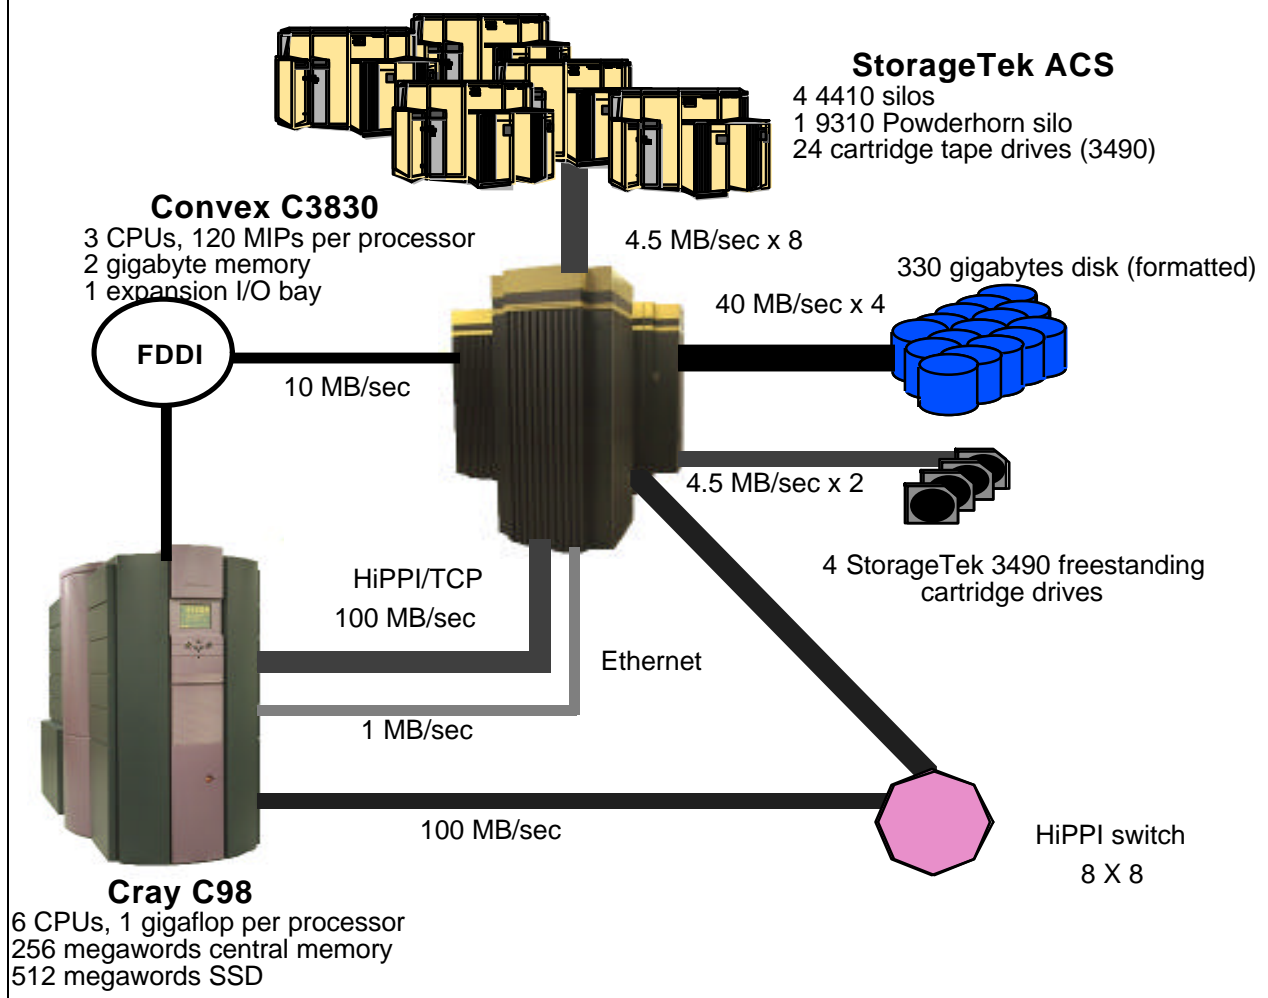 StorageTek ACS
4 4410 silos
1 9310 Powderhorn silo
24 cartridge tape drives (3490)
Convex C3830
3 CPUs, 120 MIPs per processor
2 gigabyte memory
1 expansion I/O bay
4.5 MB/sec x 8
330 gigabytes disk (formatted)
40 MB/sec x 4
FDDI
10 MB/sec
4.5 MB/sec x 2
4 StorageTek 3490 freestanding
cartridge drives
HiPPI/TCP
100 MB/sec
Ethernet
1 MB/sec
100 MB/sec
HiPPI switch
8 X 8
Cray C98
6 CPUs, 1 gigaflop per processor
256 megawords central memory
512 megawords SSD